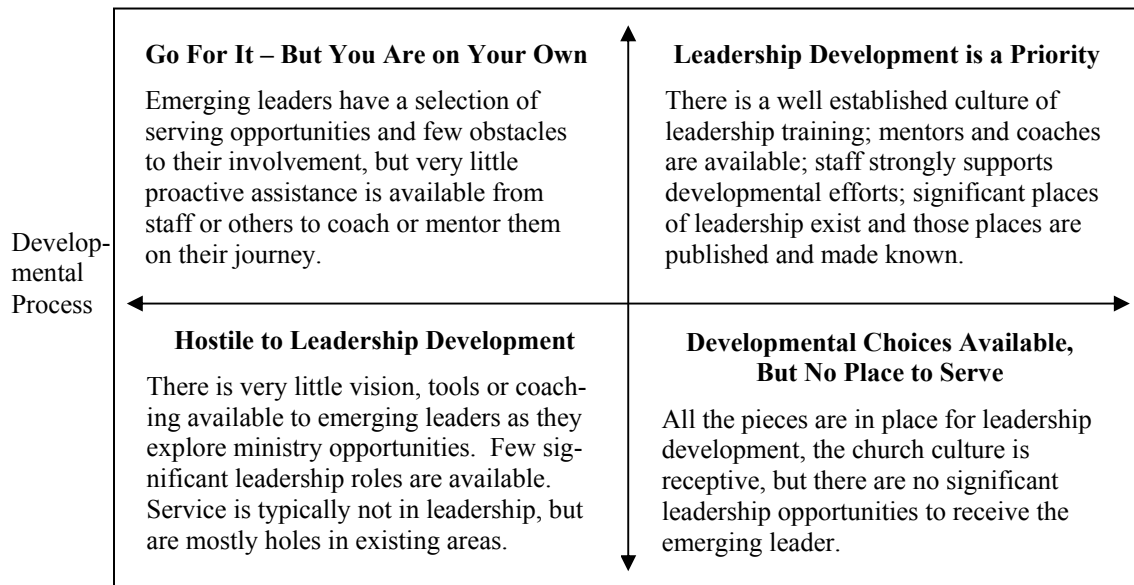 Go For It – But You Are on Your Own
Emerging leaders have a selection of
serving opportunities and few obstacles
to their involvement, but very little
proactive assistance is available from
staff or others to coach or mentor them
on their journey.
Leadership Development is a Priority
There is a well established culture of
leadership training; mentors and coaches
are available; staff strongly supports
developmental efforts; significant places
of leadership exist and those places are
published and made known.
Develop-
mental
Process
Hostile to Leadership Development
There is very little vision, tools or coach-
ing available to emerging leaders as they
explore ministry opportunities.  Few sig-
nificant leadership roles are available.
Service is typically not in leadership, but
are mostly holes in existing areas.
Developmental Choices Available,
But No Place to Serve
All the pieces are in place for leadership
development, the church culture is
receptive, but there are no significant
leadership opportunities to receive the
emerging leader.